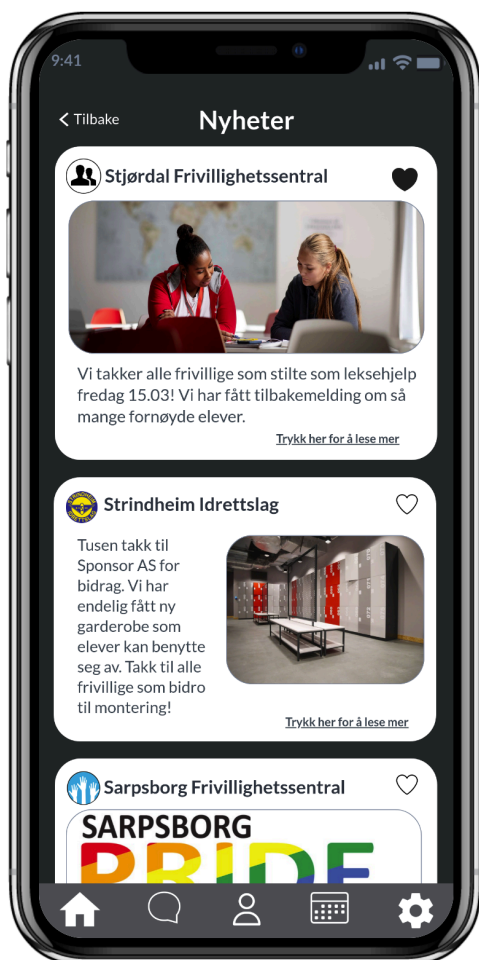 9:41
Tilbake
Nyheter
Stjørdal Frivillighetssentral
Vi takker alle frivillige som stilte som leksehjelp
fredag 15.03! Vi har fått tilbakemelding om så
mange fornøyde elever.
Trykk her for å lese mer
Strindheim Idrettslag
Tusen takk til
Sponsor AS for
bidrag. Vi har
endelig fått ny
garderobe som
elever kan benytte
seg av. Takk til alle
frivillige som bidro
til montering!
Trykk her for å lese mer
Sarpsborg Frivillighetssentral
SARPSBORG
PRIDE